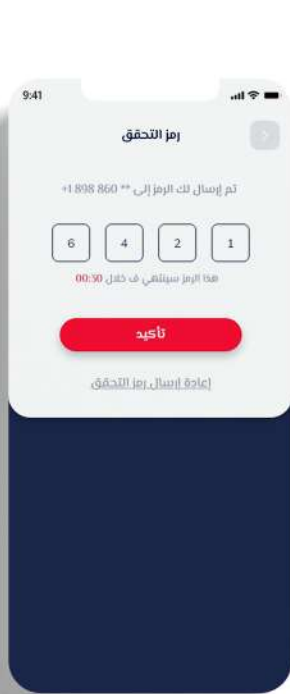 9:41
رمز التحقق
تم إرسال لك الرمز إلى ** 860 898 1+
6 4 2 1
هذا الرمز سينتهي ف خلال 00:30
تأكيد
إعادة إرسال رمز التحقق